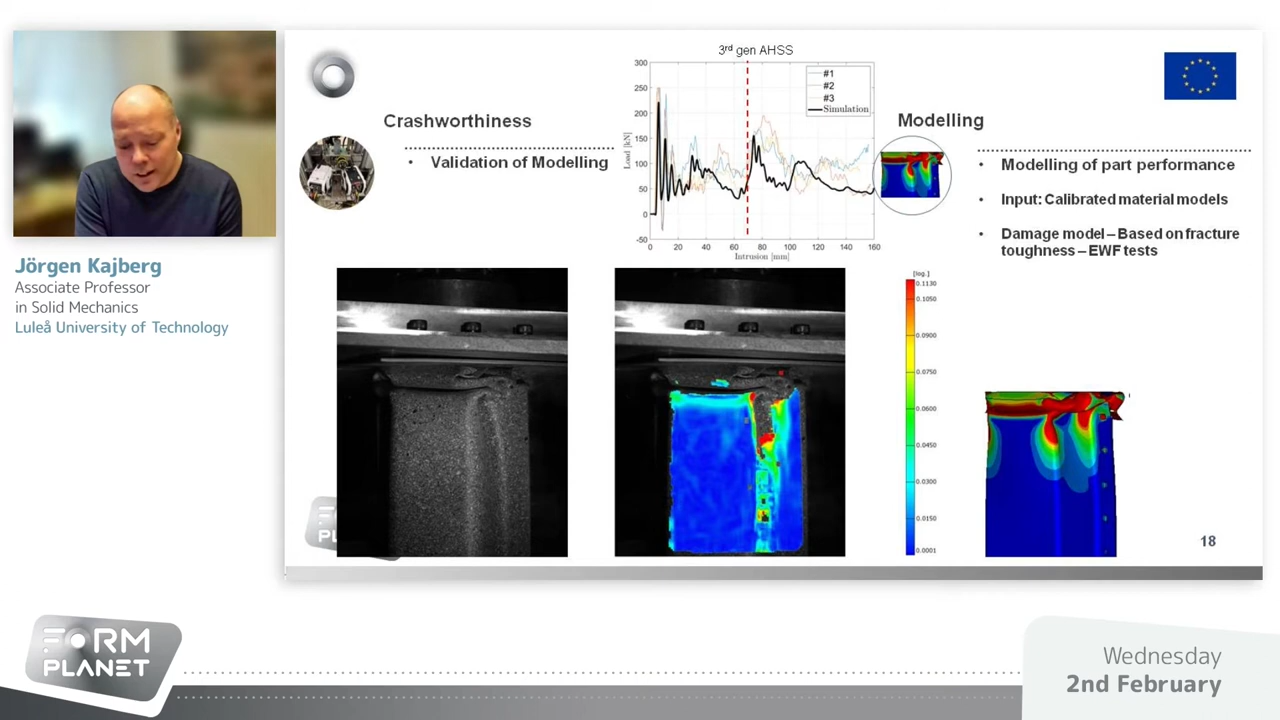 Jörgen Kajberg
Associate Professor
in Solid Mechanics
Luleå University of Technology
Crashworthiness
• Validation of Modelling
3rd gen AHSS
300
250
200
150
100
50
0
-50
Load [kN]
0 20 40 60 80 100 120 140 160
Intrusion [mm]
#1
#2
#3
Simulation
Modelling
• Modelling of part performance
• Input: Calibrated material models
• Damage model – Based on fracture
toughness – EWF tests
[log.]
0.1130
0.1050
0.0900
0.0750
0.0600
0.0450
0.0300
0.0150
0.0001
18
FORM
PLANET
Wednesday
2nd February